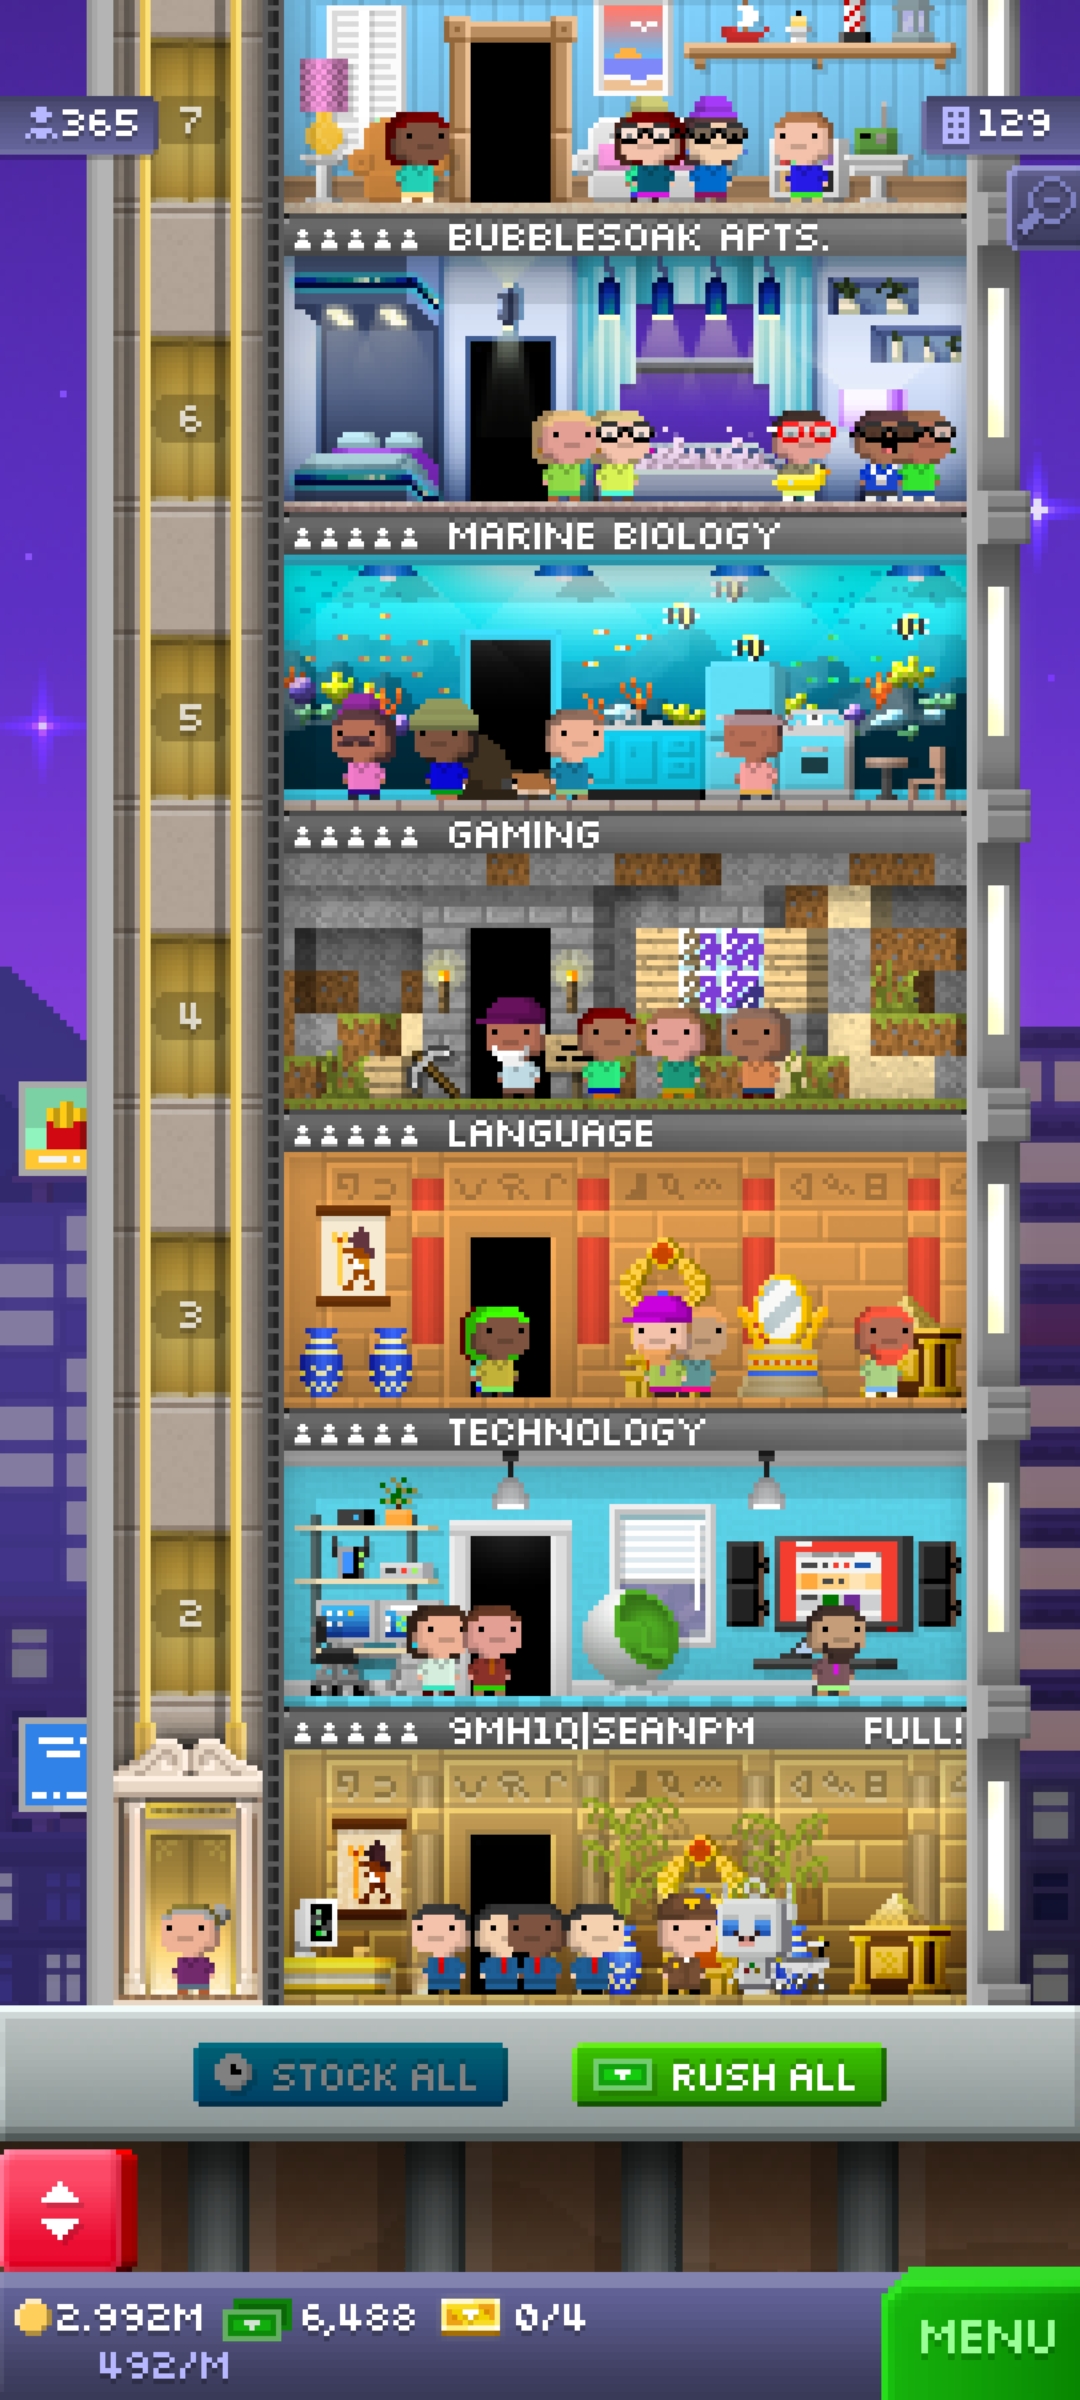 365
7
129
BUBBLESOAK APTS.
6
MARINE BIOLOGY
5
GAMING
4
LANGUAGE
3
TECHNOLOGY
2
9MH1Q|SEANPM FULL!
STOCK ALL
RUSH ALL
2.992M 6,488 0/4
492/M
MENU